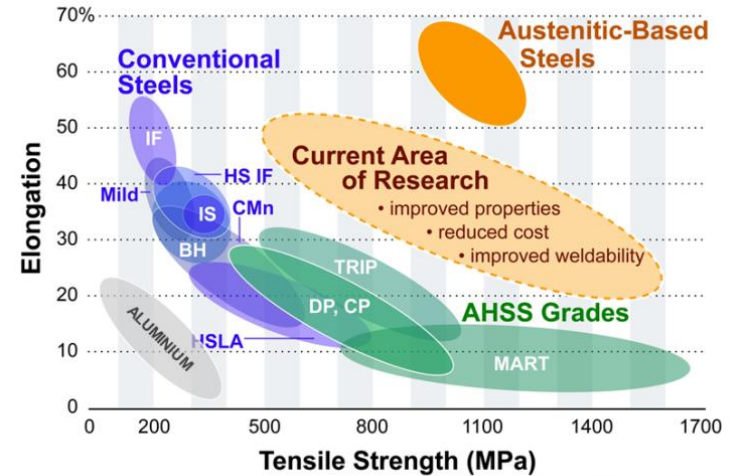 70%
60
50
40
30
20
10
0
Elongation
Conventional
Steels
Austenitic-Based
Steels
IF
Mild
HS IF
IS
CMn
BH
Current Area
of Research
• improved properties
• reduced cost
• improved weldability
TRIP
DP, CP
AHSS Grades
ALUMINIUM
HSLA
MART
0
200
500
800
1100
1400
1700
Tensile Strength (MPa)